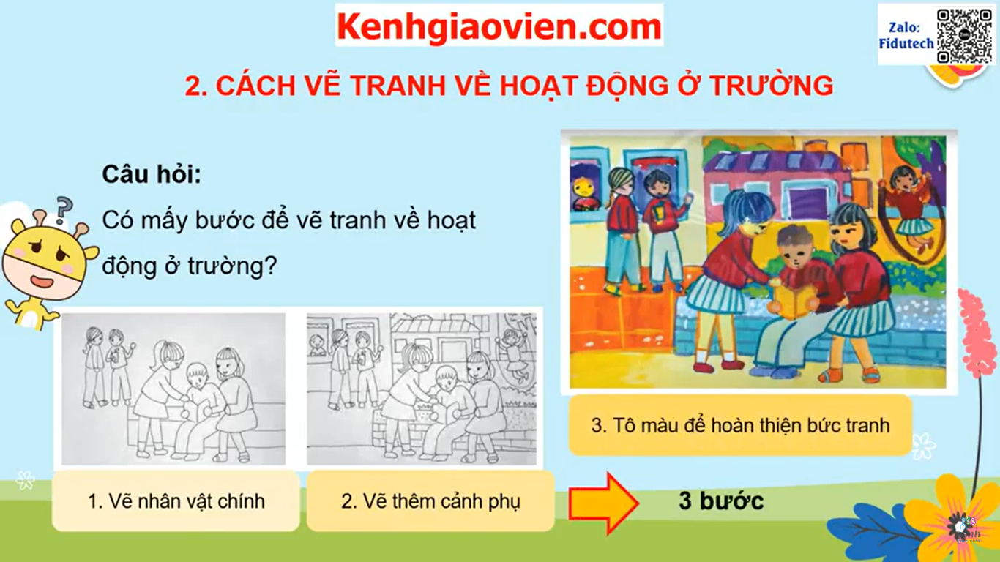 Kenhgiaovien.com
Zalo:
Fidutech
2. CÁCH VẼ TRANH VỀ HOẠT ĐỘNG Ở TRƯỜNG
Câu hỏi:
Có mấy bước để vẽ tranh về hoạt
động ở trường?
1. Vẽ nhân vật chính
2. Vẽ thêm cảnh phụ
3. Tô màu để hoàn thiện bức tranh
3 bước